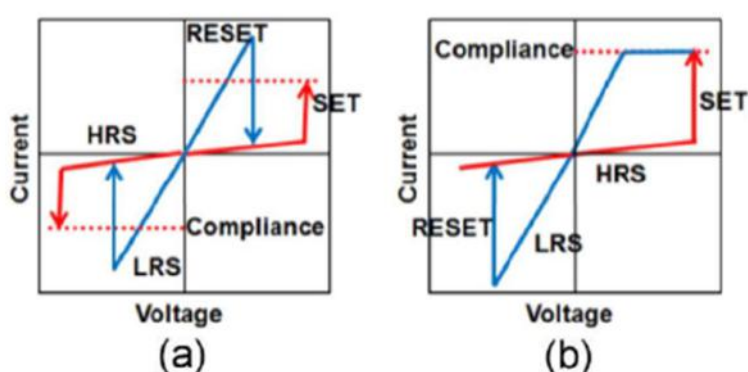 RESET
SET
HRS
Current
Compliance
LRS
Voltage
(a)
Compliance
SET
Current
HRS
RESET
LRS
Voltage
(b)